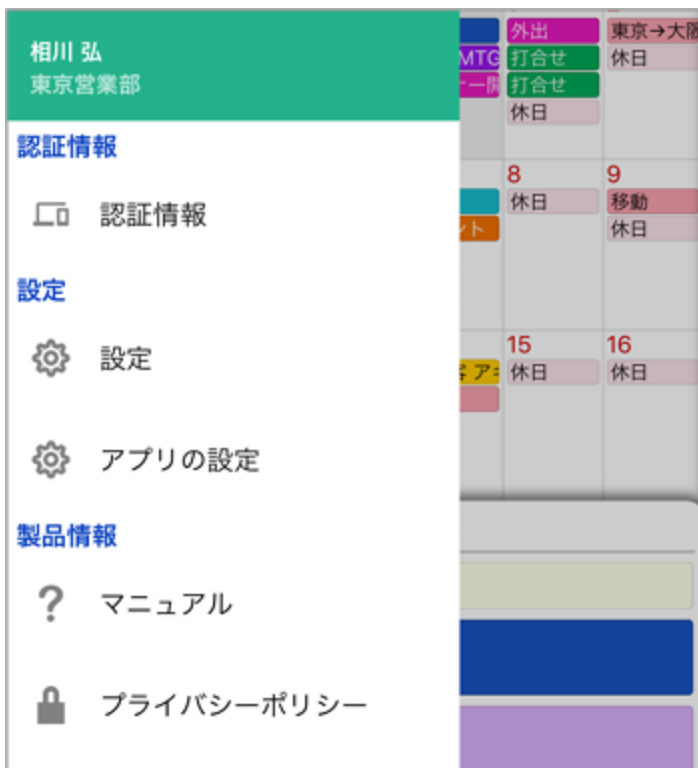 相川 弘
東京営業部
認証情報
認証情報
設定
設定
アプリの設定
製品情報
マニュアル
プライバシーポリシー
外出
東京→大阪
MTG
打合せ
休日
打合せ
休日
8
9
休日
移動
ント
休日
15
16
休日
休日